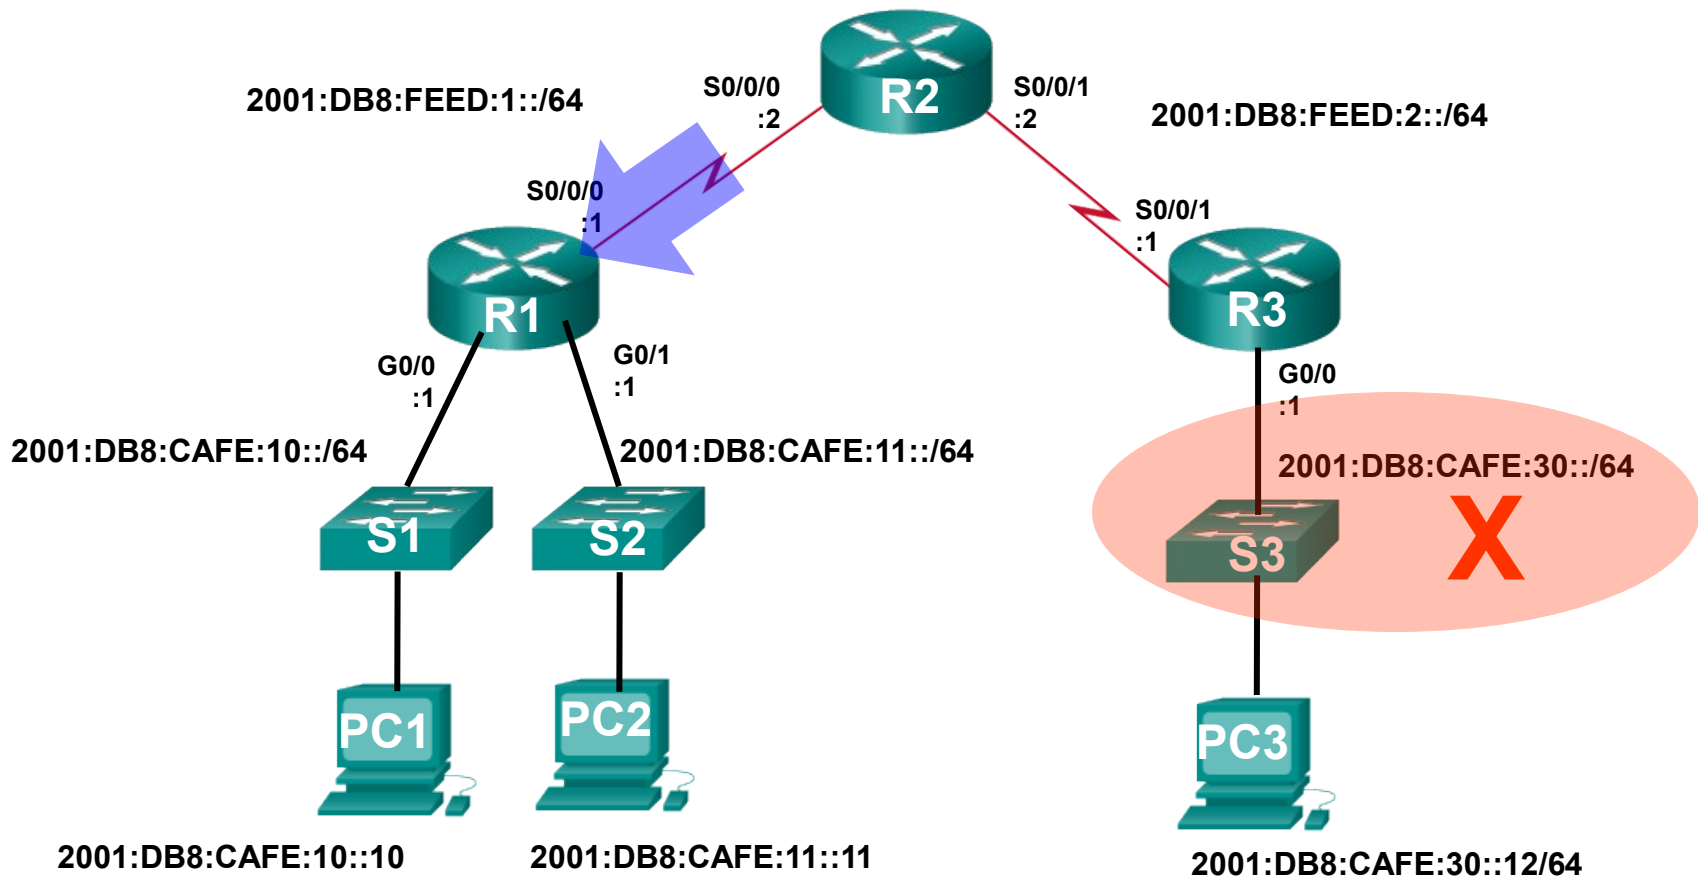 R2
S0/0/0
:2
S0/0/1
:2
2001:DB8:FEED:1::/64
2001:DB8:FEED:2::/64
S0/0/0
:1
S0/0/1
:1
R1
R3
G0/0
:1
G0/1
:1
G0/0
:1
2001:DB8:CAFE:10::/64
2001:DB8:CAFE:11::/64
2001:DB8:CAFE:30::/64
S1
S2
S3
X
PC1
PC2
PC3
2001:DB8:CAFE:10::10
2001:DB8:CAFE:11::11
2001:DB8:CAFE:30::12/64